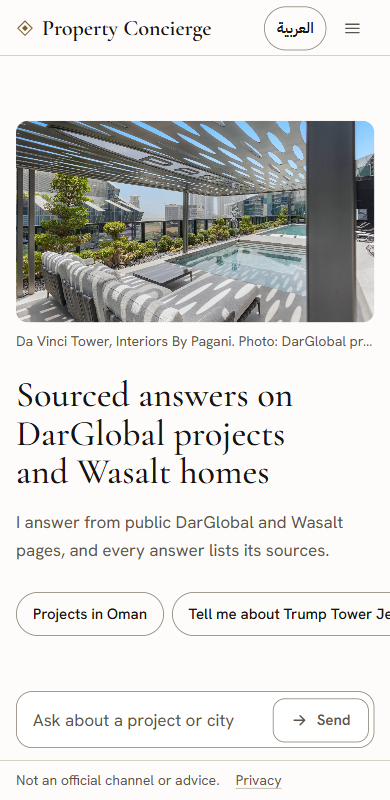 Property Concierge
العربية
Da Vinci Tower, Interiors By Pagani. Photo: DarGlobal pr...
Sourced answers on
DarGlobal projects
and Wasalt homes
I answer from public DarGlobal and Wasalt
pages, and every answer lists its sources.
Projects in Oman
Tell me about Trump Tower Je
Ask about a project or city
Send
Not an official channel or advice.
Privacy